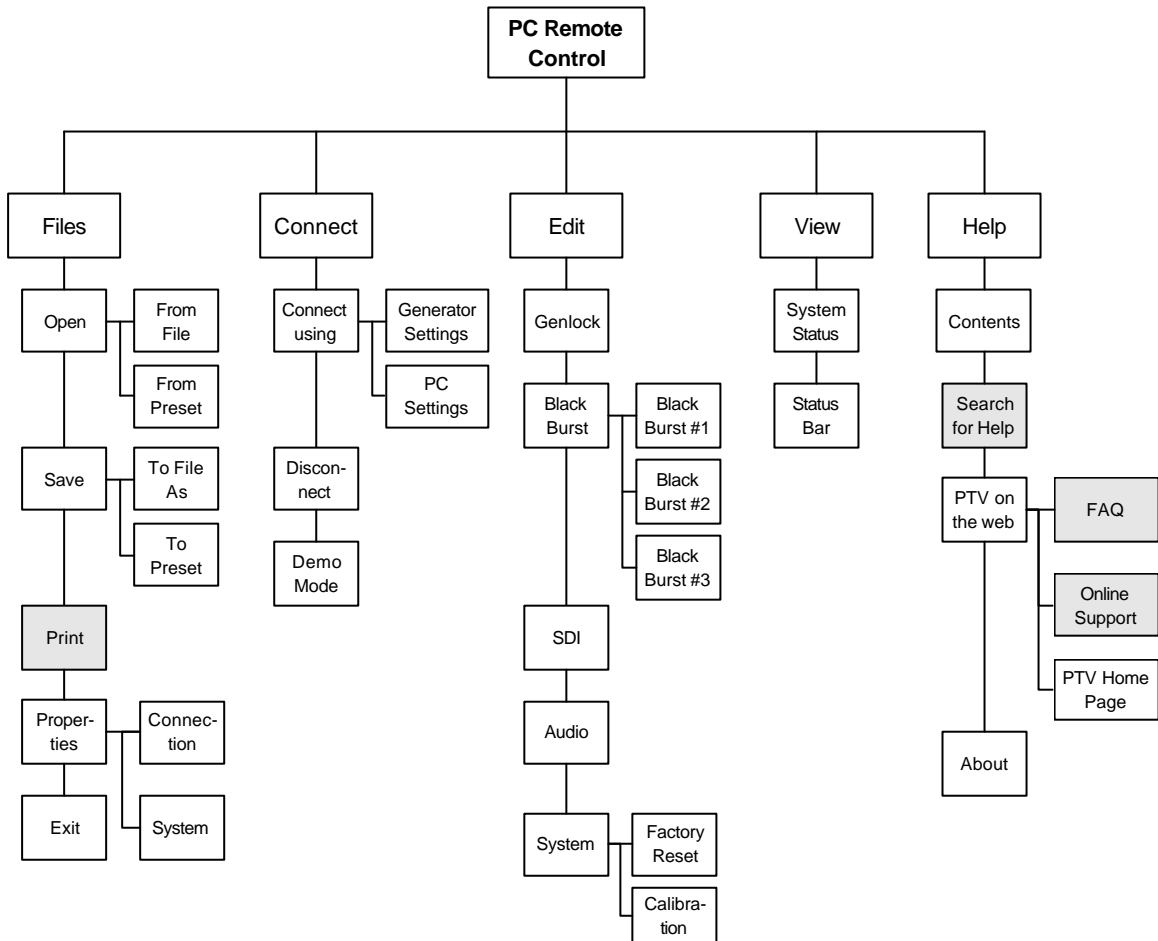 PC Remote
Control
Files
Connect
Edit
View
Help
Open
From
File
From
Preset
Save
To File
As
To
Preset
Print
Proper-
ties
Connec-
tion
Exit
System
Connect
using
Generator
Settings
PC
Settings
Discon-
nect
Demo
Mode
Genlock
Black
Burst
Black
Burst #1
Black
Burst #2
Black
Burst #3
SDI
Audio
System
Factory
Reset
Calibra-
tion
System
Status
Status
Bar
Contents
Search
for Help
PTV on
the web
FAQ
Online
Support
PTV Home
Page
About